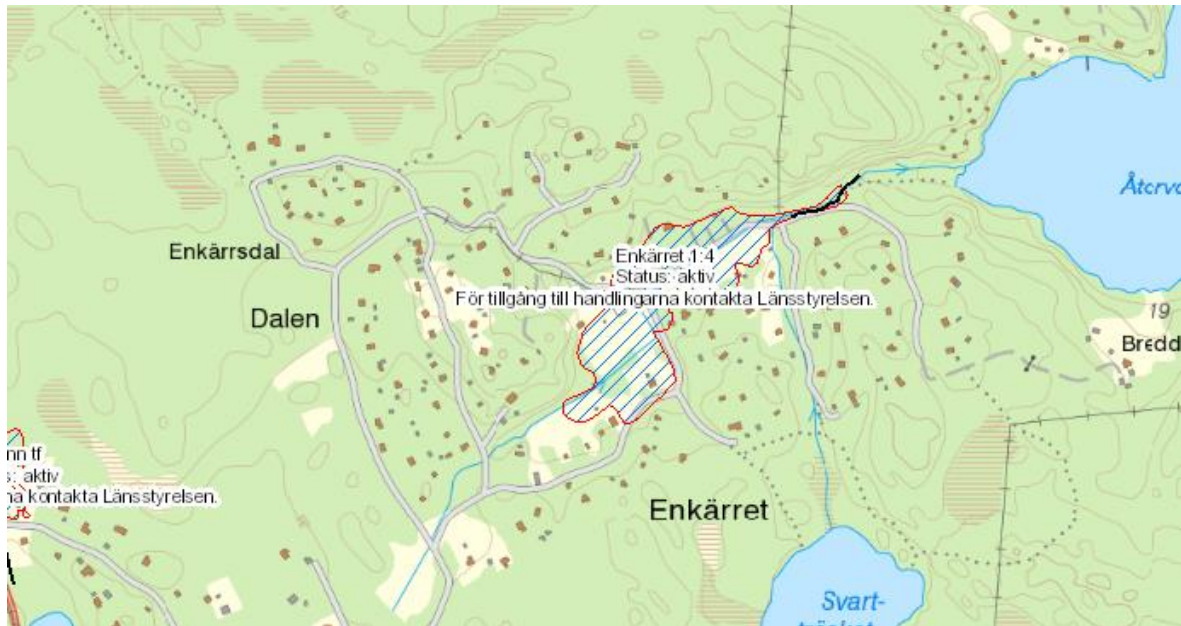 Åtorva
Enkärrsdal
Enkärret 1:4
Status: aktiv
För tillgång till handlingarna kontakta Länsstyrelsen.
Dalen
19
Bredd
nn tf
s: aktiv
na kontakta Länsstyrelsen.
Enkärret
Svart-